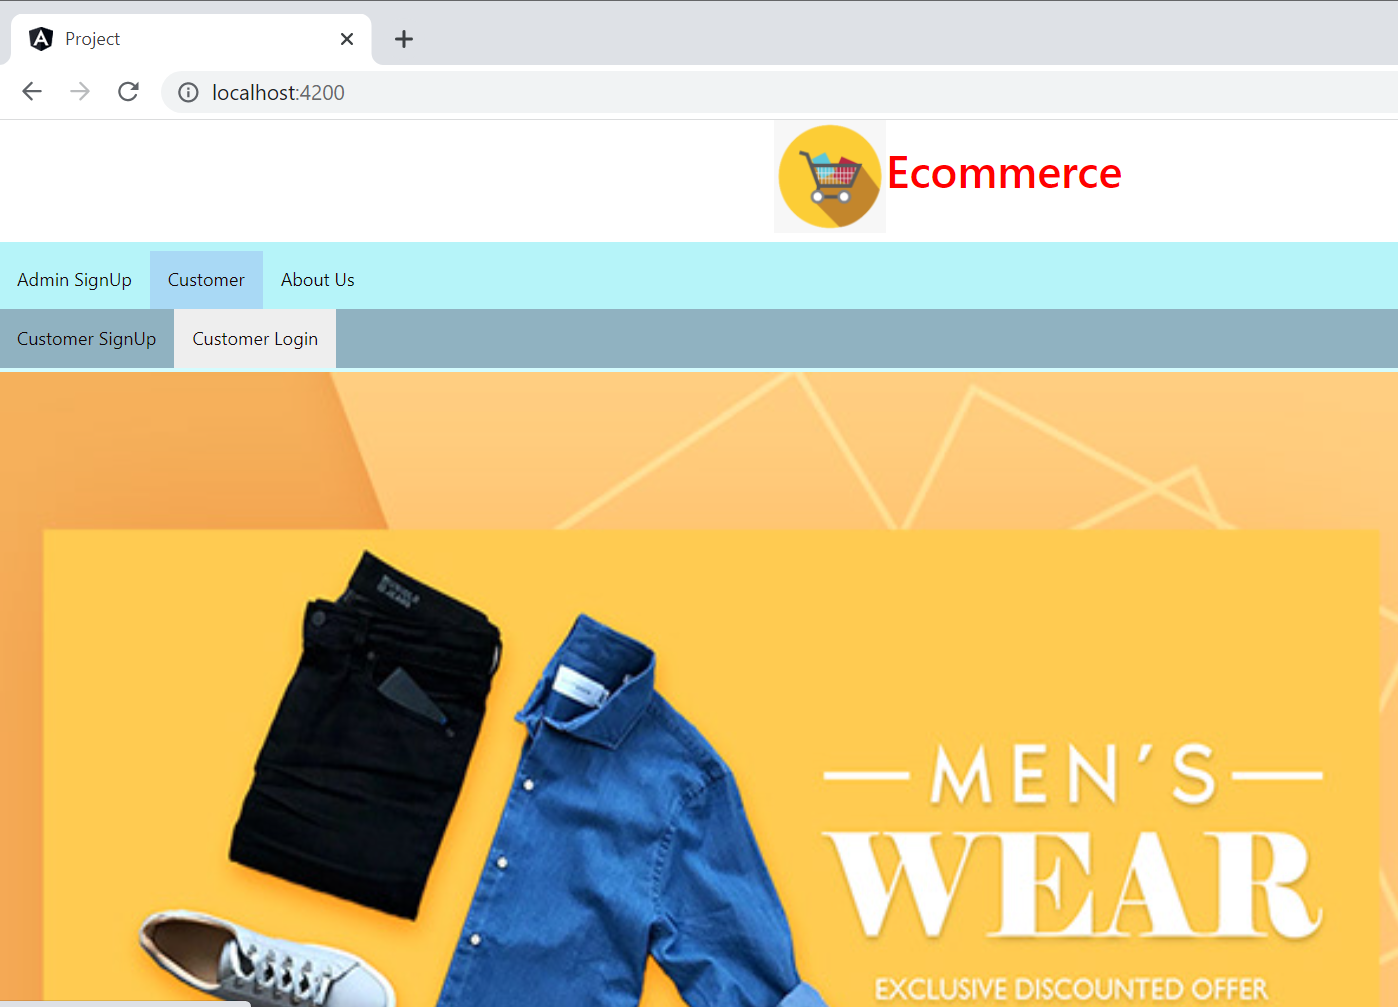 Project
localhost:4200
Ecommerce
Admin SignUp Customer About Us
Customer SignUp Customer Login
MEN'S
WEAR
EXCLUSIVE DISCOUNTED OFFER